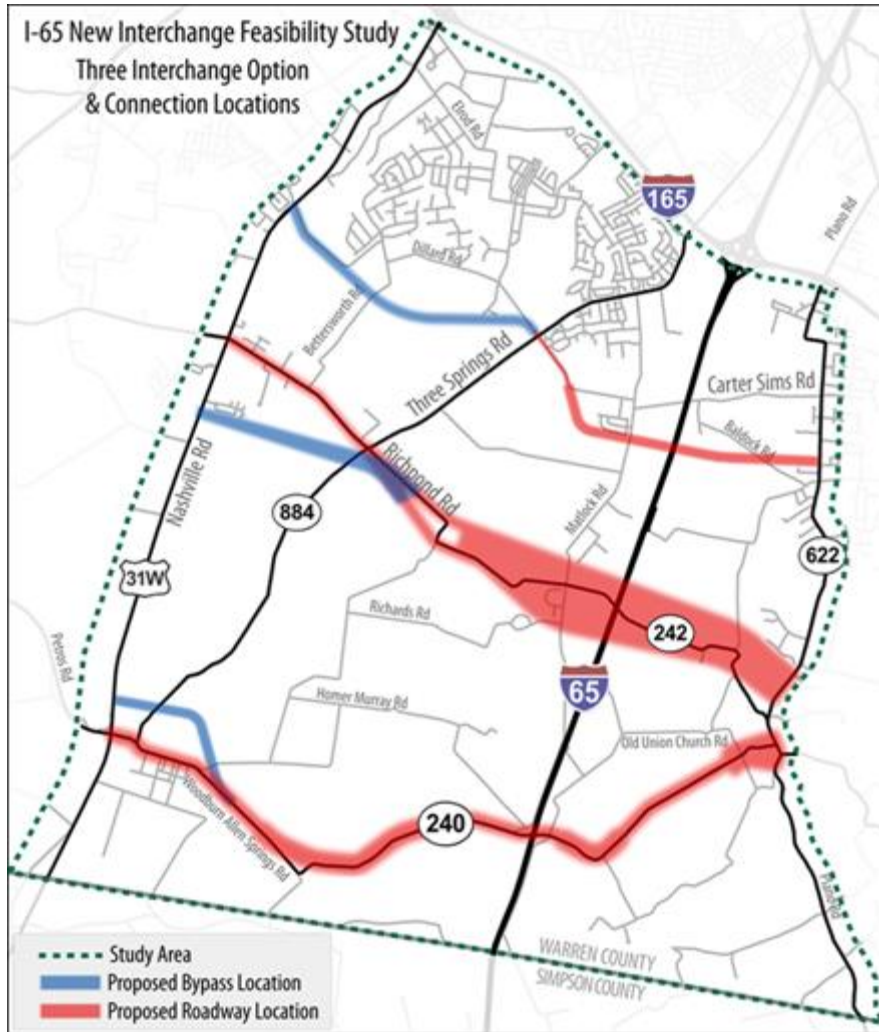 I-65 New Interchange Feasibility Study
Three Interchange Option
& Connection Locations
Elrod Rd
165
Plano Rd
Dillard Rd
Bettersworth Rd
Three Springs Rd
Carter Sims Rd
Baldock Rd
Nashville Rd
Richpond Rd
Matlock Rd
884
622
31W
Richards Rd
242
Petros Rd
65
Homer Murray Rd
Old Union Church Rd
Woodburn Allen Springs Rd
240
Plano Rd
WARREN COUNTY
SIMPSON COUNTY
Study Area
Proposed Bypass Location
Proposed Roadway Location